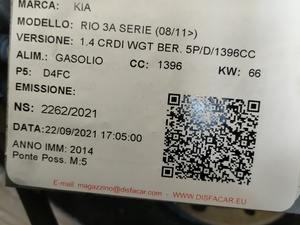 MARCA: KIA
MODELLO: RIO 3A SERIE (08/11>)
VERSIONE: 1.4 CRDI WGT BER. 5P/D/1396CC
ALIM.: GASOLIO CC: 1396 KW: 66
P5: D4FC
EMISSIONE:
NS: 2262/2021
DATA:22/09/2021 17:05:00
ANNO IMM: 2014
Ponte Poss. M:5
E-mail: magazzino@disfacar.com
WWW.DISFACAR.EU